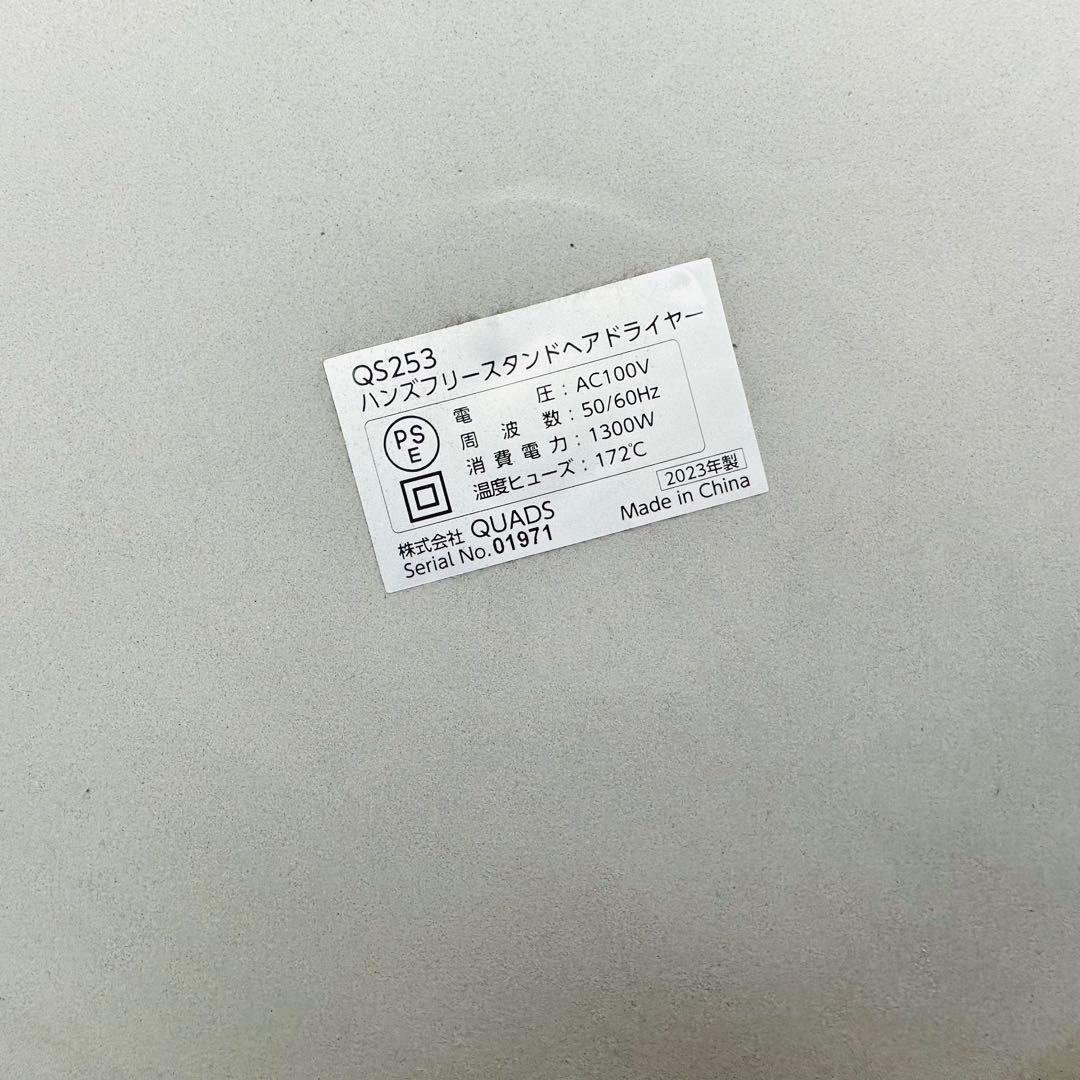 QS253
ハンズフリースタンドヘアドライヤー
PS
E
電圧：AC100V
周波数：50/60Hz
消費電力：1300W
温度ヒューズ：172℃
2023年製
株式会社 QUADS
Made in China
Serial No.01971